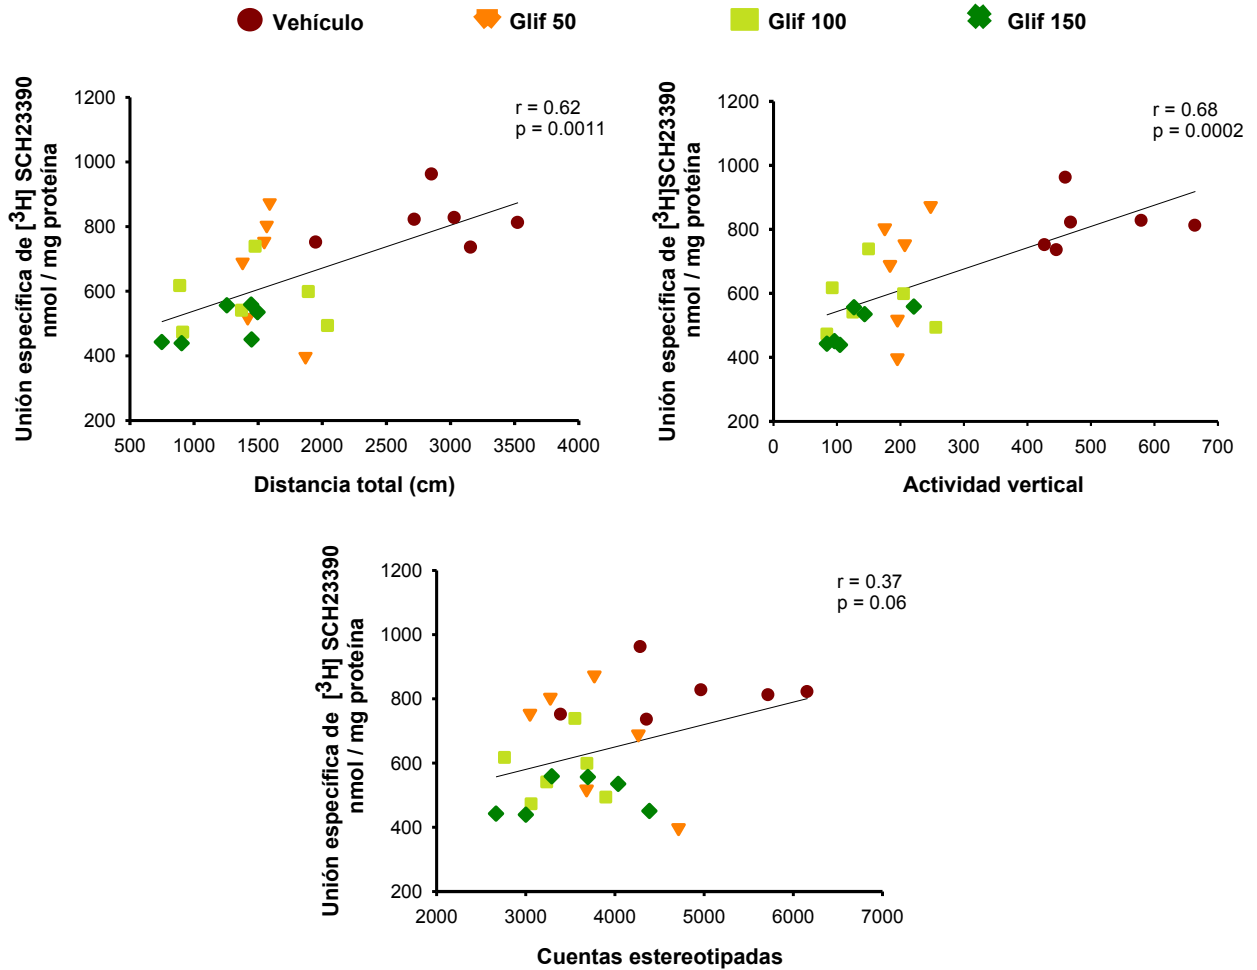 Vehículo
Glif 50
Glif 100
Glif 150
Unión específica de [³H] SCH23390
nmol / mg proteína
1200
1000
800
600
400
200
r = 0.62
p = 0.0011
500 1000 1500 2000 2500 3000 3500 4000
Distancia total (cm)
Unión específica de [³H]SCH23390
nmol / mg proteína
1200
1000
800
600
400
200
r = 0.68
p = 0.0002
0 100 200 300 400 500 600 700
Actividad vertical
Unión específica de [³H] SCH23390
nmol / mg proteína
1200
1000
800
600
400
200
r = 0.37
p = 0.06
2000 3000 4000 5000 6000 7000
Cuentas estereotipadas